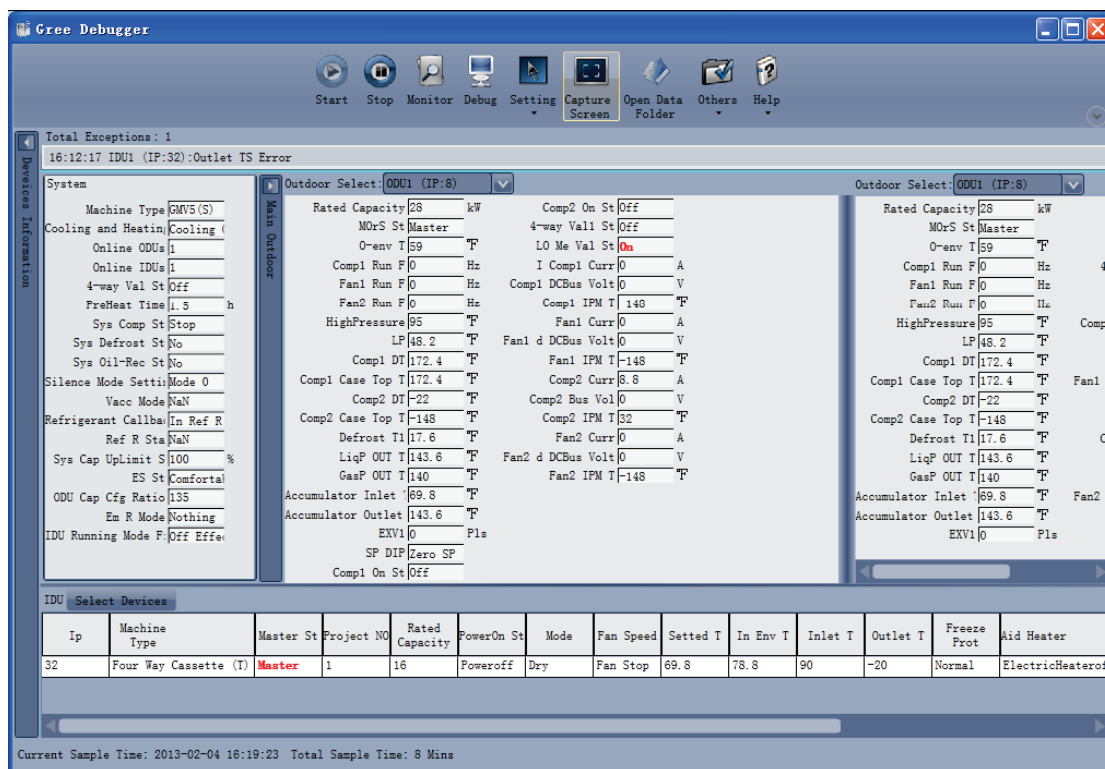 Gree Debugger
Start Stop Monitor Debug Setting Capture Screen Open Data Folder Others Help
Total Exceptions: 1
16:12:17 IDU1 (IP:32):Outlet TS Error
Deveices Information
System
Machine Type GMV5(S)
Cooling and Heating Cooling (
Online ODUs 1
Online IDUs 1
4-way Val St Off
PreHeat Time 1.5 h
Sys Comp St Stop
Sys Defrost St No
Sys Oil-Rec St No
Silence Mode Setti: Mode 0
Vacc Mode NaN
Refrigerant Callba In Ref R
Ref R Sta NaN
Sys Cap UpLimit S 100 %
ES St Comforta
ODU Cap Cfg Ratio 135
Em R Mode Nothing
IDU Running Mode F: Off Effe
Main Outdoor
Outdoor Select: ODU1 (IP:8)
Rated Capacity 28 kW
MOrS St Master
O-env T 59 °F
Comp1 Run F 0 Hz
Fan1 Run F 0 Hz
Fan2 Run F 0 Hz
HighPressure 95 °F
LP 48.2 °F
Comp1 DT 172.4 °F
Comp1 Case Top T 172.4 °F
Comp2 DT -22 °F
Comp2 Case Top T -148 °F
Defrost T1 17.6 °F
LiqP OUT T 143.6 °F
GasP OUT T 140 °F
Accumulator Inlet 69.8 °F
Accumulator Outlet 143.6 °F
EXV1 0 Pls
SP DIP Zero SP
Comp1 On St Off
Comp2 On St Off
4-way Val1 St Off
LO Me Val St On
I Comp1 Curr 0 A
Comp1 DCBus Volt 0 V
Comp1 IPM T 148 °F
Fan1 Curr 0 A
Fan1 d DCBus Volt 0 V
Fan1 IPM T -148 °F
Comp2 Curr 8.8 A
Comp2 Bus Vol 0 V
Comp2 IPM T 32 °F
Fan2 Curr 0 A
Fan2 d DCBus Volt 0 V
Fan2 IPM T -148 °F
Outdoor Select: ODU1 (IP:8)
Rated Capacity 28 kW
MOrS St Master
O-env T 59 °F
Comp1 Run F 0 Hz 4
Fan1 Run F 0 Hz
Fan2 Run F 0 Hz
HighPressure 95 °F Comp
LP 48.2 °F
Comp1 DT 172.4 °F
Comp1 Case Top T 172.4 °F Fan1
Comp2 DT -22 °F
Comp2 Case Top T -148 °F
Defrost T1 17.6 °F
LiqP OUT T 143.6 °F
GasP OUT T 140 °F
Accumulator Inlet 69.8 °F Fan2
Accumulator Outlet 143.6 °F
EXV1 0 Pls
IDU Select Devices
Ip Machine Type Master St Project NO Rated Capacity PowerOn St Mode Fan Speed Setted T In Env T Inlet T Outlet T Freeze Prot Aid Heater
32 Four Way Cassette (T) Master 1 16 Poweroff Dry Fan Stop 69.8 78.8 90 -20 Normal ElectricHeaterof
Current Sample Time: 2013-02-04 16:19:23 Total Sample Time: 8 Mins